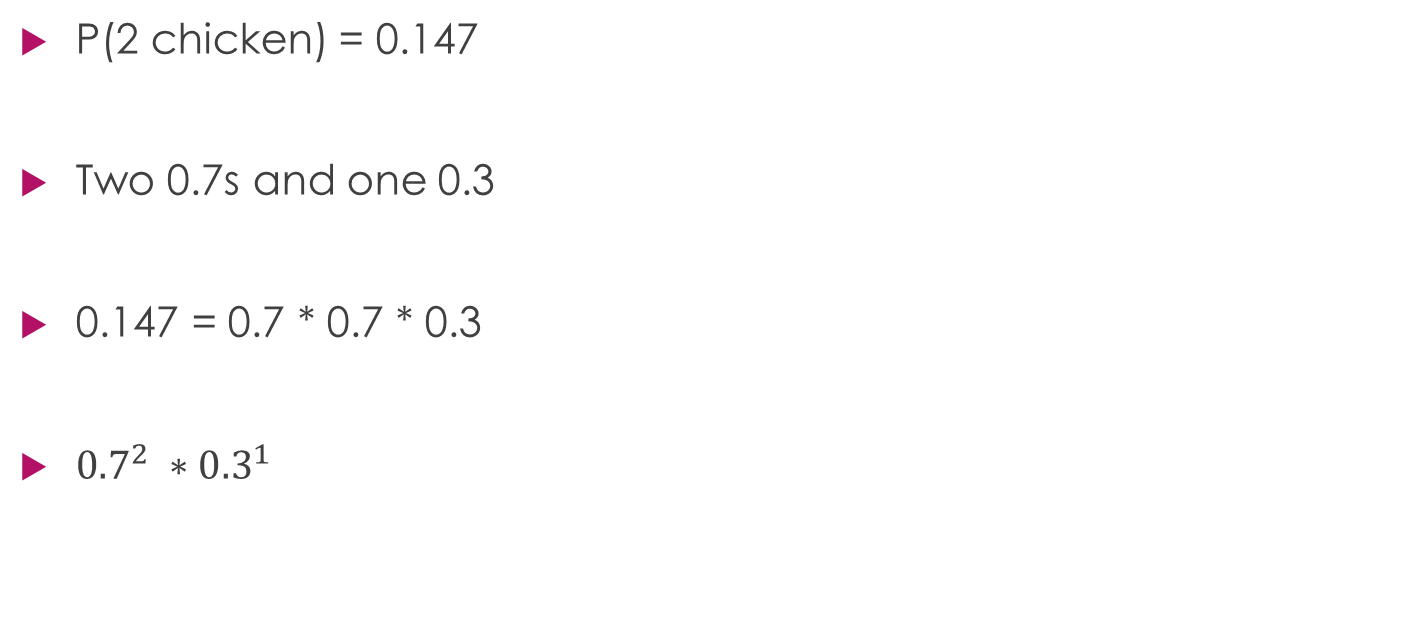 P(2 chicken) = 0.147
Two 0.7s and one 0.3
0.147 = 0.7 * 0.7 * 0.3
0.7² ∗ 0.3¹